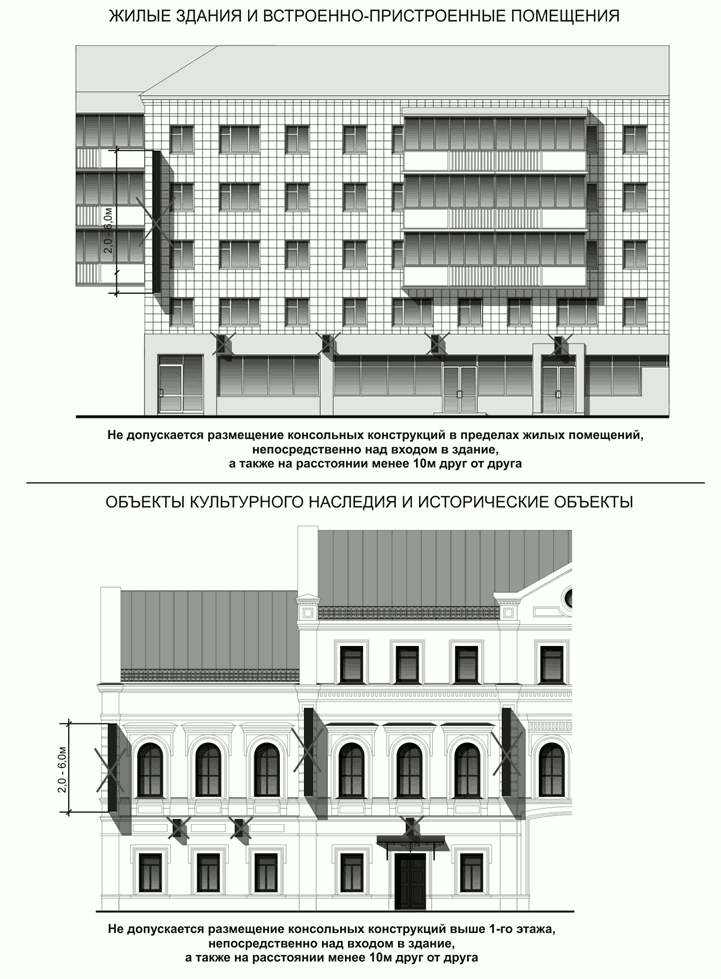 ЖИЛЫЕ ЗДАНИЯ И ВСТРОЕННО-ПРИСТРОЕННЫЕ ПОМЕЩЕНИЯ
2,0 - 6,0м
Не допускается размещение консольных конструкций в пределах жилых помещений,
непосредственно над входом в здание,
а также на расстоянии менее 10м друг от друга
ОБЪЕКТЫ КУЛЬТУРНОГО НАСЛЕДИЯ И ИСТОРИЧЕСКИЕ ОБЪЕКТЫ
2,0 - 6,0м
Не допускается размещение консольных конструкций выше 1-го этажа,
непосредственно над входом в здание,
а также на расстоянии менее 10м друг от друга